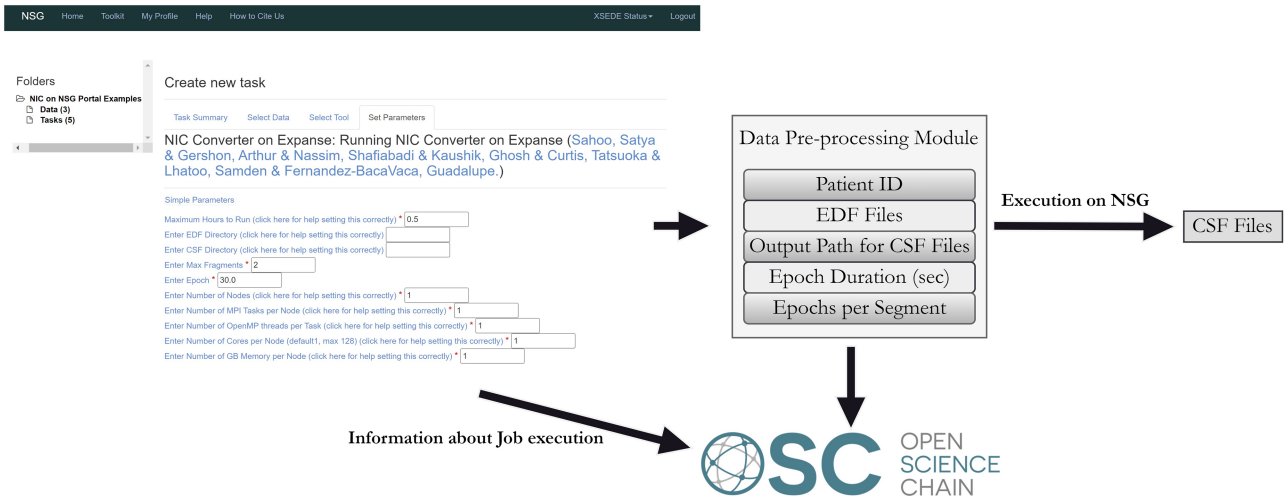 NSG Home Toolkit My Profile Help How to Cite Us XSEDE Status Logout
Folders
NIC on NSG Portal Examples
Data (3)
Tasks (5)
Create new task
Task Summary Select Data Select Tool Set Parameters
NIC Converter on Expanse: Running NIC Converter on Expanse (Sahoo, Satya
& Gershon, Arthur & Nassim, Shafiabadi & Kaushik, Ghosh & Curtis, Tatsuoka &
Lhatoo, Samden & Fernandez-BacaVaca, Guadalupe.)
Simple Parameters
Maximum Hours to Run (click here for help setting this correctly) * 0.5
Enter EDF Directory (click here for help setting this correctly)
Enter CSF Directory (click here for help setting this correctly)
Enter Max Fragments * 2
Enter Epoch * 30.0
Enter Number of Nodes (click here for help setting this correctly) * 1
Enter Number of MPI Tasks per Node (click here for help setting this correctly) * 1
Enter Number of OpenMP threads per Task (click here for help setting this correctly) * 1
Enter Number of Cores per Node (default1, max 128) (click here for help setting this correctly) * 1
Enter Number of GB Memory per Node (click here for help setting this correctly) * 1
Data Pre-processing Module
Patient ID
EDF Files
Output Path for CSF Files
Epoch Duration (sec)
Epochs per Segment
Execution on NSG
CSF Files
Information about Job execution
OSC
OPEN
SCIENCE
CHAIN